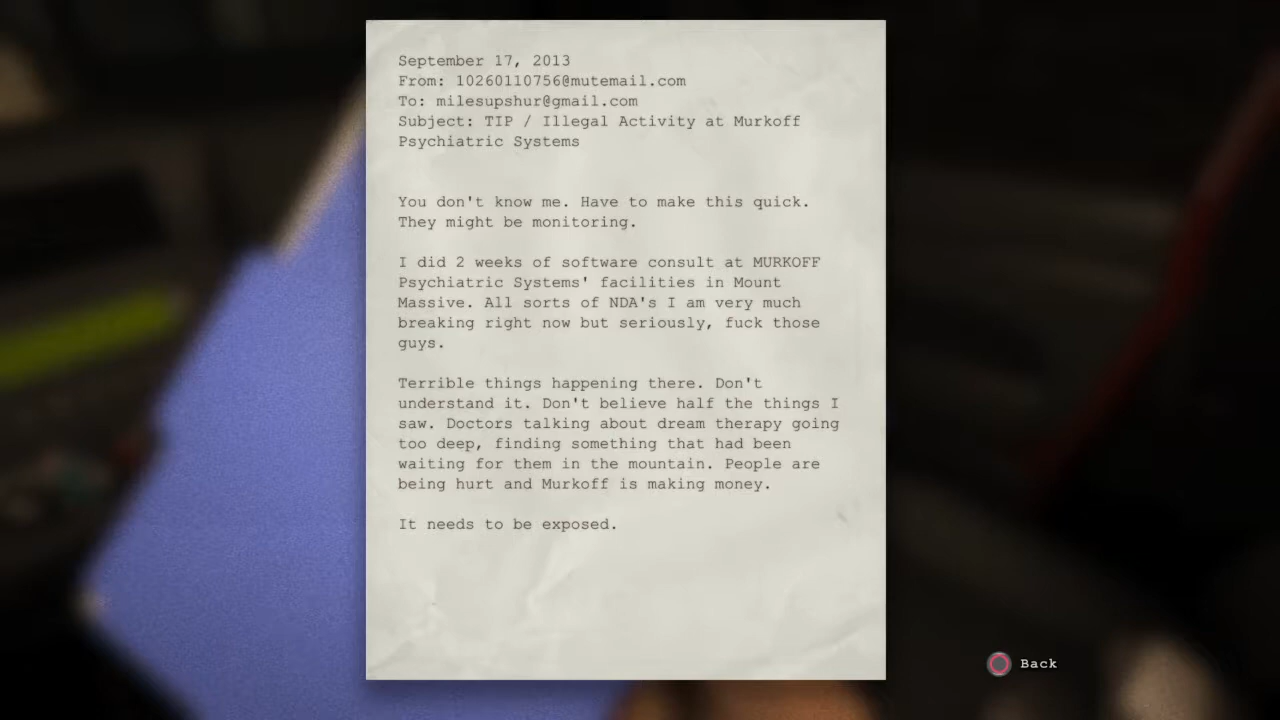 September 17, 2013
From: 10260110756@mutemail.com
To: milesupshur@gmail.com
Subject: TIP / Illegal Activity at Murkoff
Psychiatric Systems
You don't know me. Have to make this quick.
They might be monitoring.
I did 2 weeks of software consult at MURKOFF
Psychiatric Systems' facilities in Mount
Massive. All sorts of NDA's I am very much
breaking right now but seriously, fuck those
guys.
Terrible things happening there. Don't
understand it. Don't believe half the things I
saw. Doctors talking about dream therapy going
too deep, finding something that had been
waiting for them in the mountain. People are
being hurt and Murkoff is making money.
It needs to be exposed.
Back